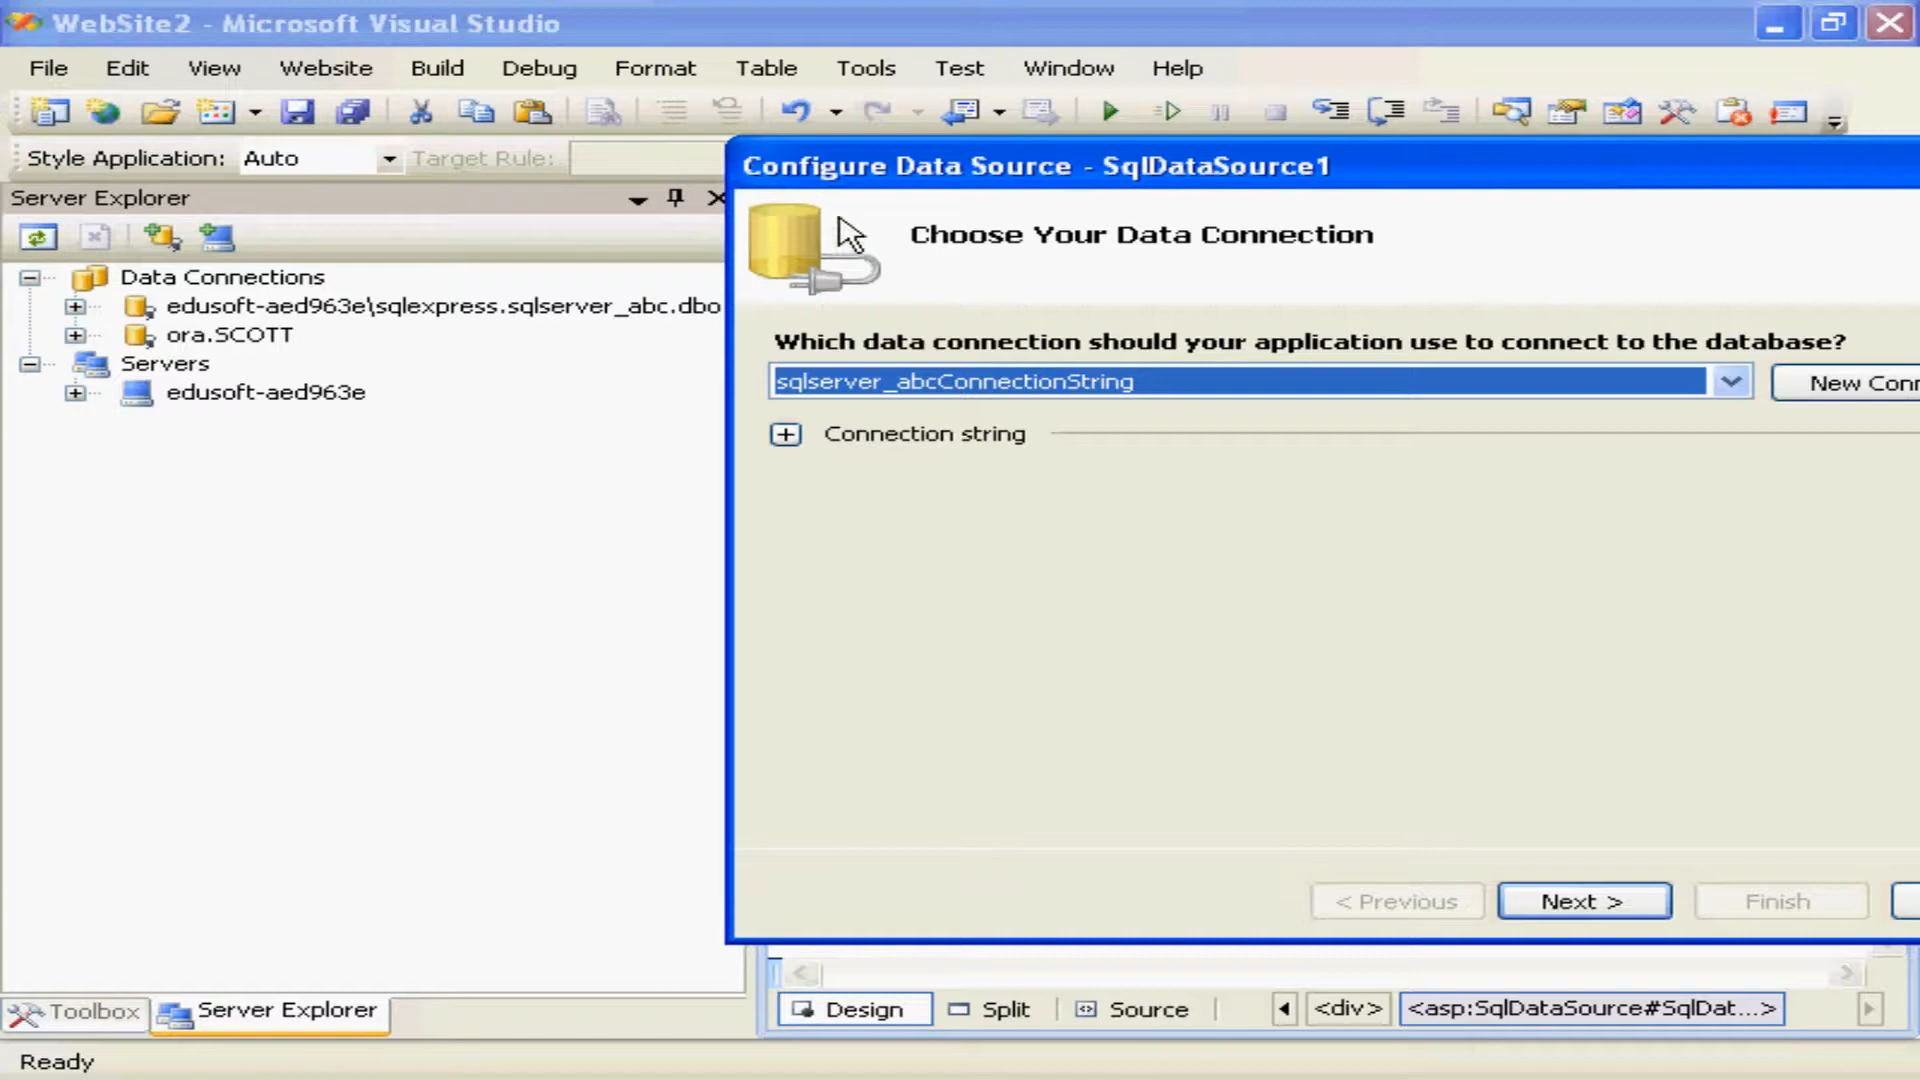 WebSite2 - Microsoft Visual Studio
File Edit View Website Build Debug Format Table Tools Test Window Help
Style Application: Auto Target Rule:
Server Explorer
Data Connections
edusoft-aed963e\sqlexpress.sqlserver_abc.dbo
ora.SCOTT
Servers
edusoft-aed963e
Configure Data Source - SqlDataSource1
Choose Your Data Connection
Which data connection should your application use to connect to the database?
sqlserver_abcConnectionString
New Conn
Connection string
< Previous Next > Finish
Toolbox Server Explorer
Design Split Source <div> <asp:SqlDataSource#SqlDat...>
Ready